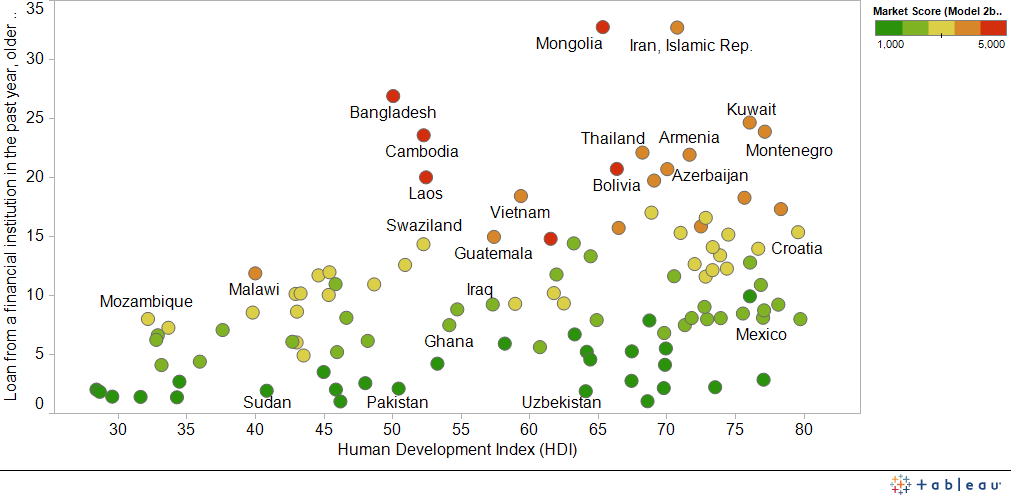 Market Score (Model 2b..
1,000 5,000
Loan from a financial institution in the past year, older ..
35
30
25
20
15
10
5
0
Mongolia
Iran, Islamic Rep.
Bangladesh
Kuwait
Cambodia
Thailand
Armenia
Montenegro
Laos
Bolivia
Azerbaijan
Vietnam
Swaziland
Guatemala
Croatia
Malawi
Iraq
Mozambique
Ghana
Mexico
Sudan
Pakistan
Uzbekistan
30 35 40 45 50 55 60 65 70 75 80
Human Development Index (HDI)
+ableau